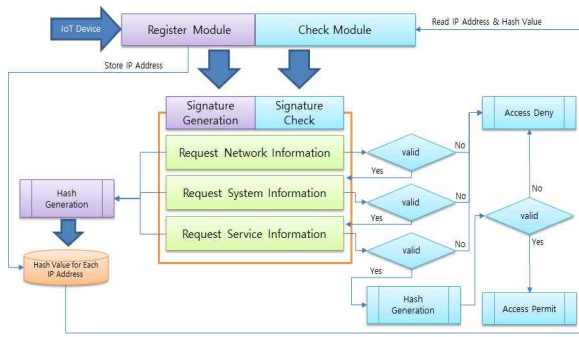 IoT Device
Register Module
Check Module
Read IP Address & Hash Value
Store IP Address
Signature
Generation
Signature
Check
Access Deny
Request Network Information
valid
No
Yes
No
Hash
Generation
Request System Information
valid
No
valid
Yes
Yes
Request Service Information
valid
No
Hash Value for Each
IP Address
Yes
Hash
Generation
Access Permit